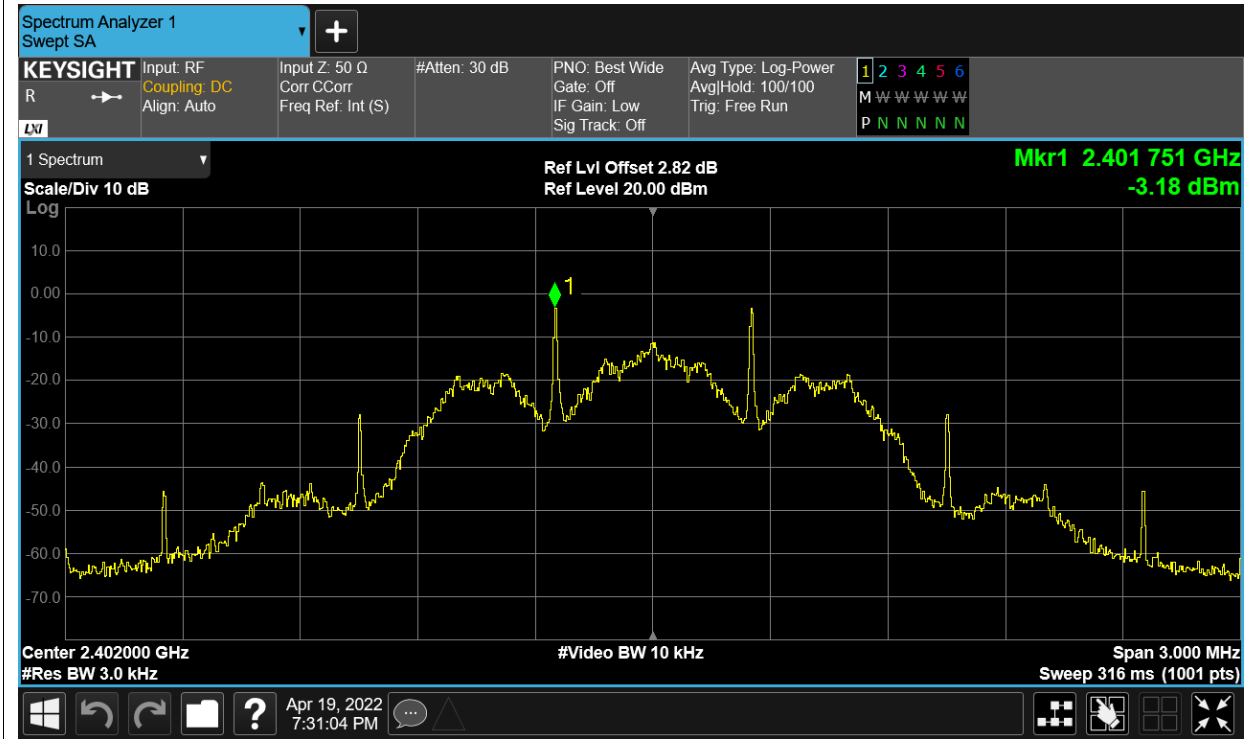 Spectrum Analyzer 1
Swept SA
KEYSIGHT
R
LXI
Input: RF
Coupling: DC
Align: Auto
Input Z: 50 Ω
Corr CCorr
Freq Ref: Int (S)
#Atten: 30 dB
PNO: Best Wide
Gate: Off
IF Gain: Low
Sig Track: Off
Avg Type: Log-Power
Avg|Hold: 100/100
Trig: Free Run
1 2 3 4 5 6
M W W W W W
P N N N N N
1 Spectrum
Scale/Div 10 dB
Log
Ref Lvl Offset 2.82 dB
Ref Level 20.00 dBm
Mkr1 2.401 751 GHz
-3.18 dBm
10.0
0.00
1
-10.0
-20.0
-30.0
-40.0
-50.0
-60.0
-70.0
Center 2.402000 GHz
#Video BW 10 kHz
Span 3.000 MHz
#Res BW 3.0 kHz
Sweep 316 ms (1001 pts)
?
Apr 19, 2022
7:31:04 PM